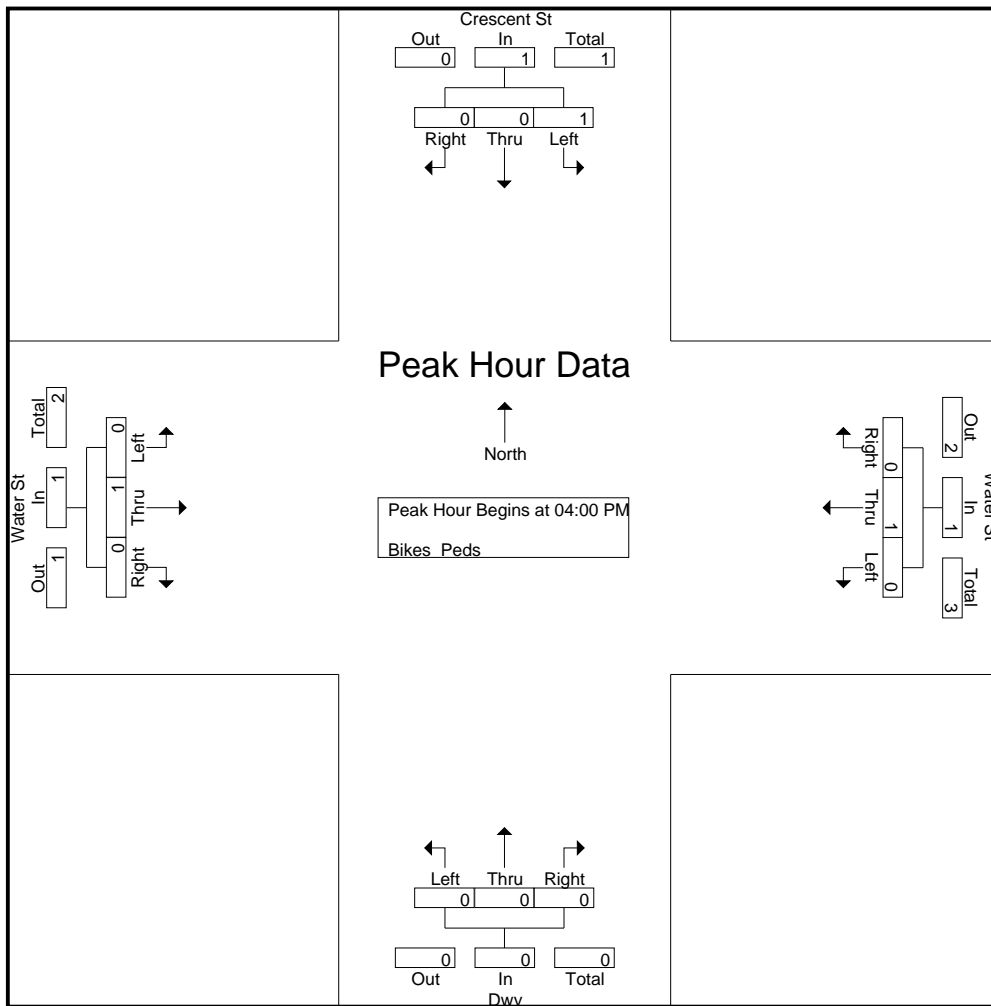 Crescent St
Out In Total
0 1 1
0 0 1
Right Thru Left
Peak Hour Data
North
Peak Hour Begins at 04:00 PM
Bikes Peds
Water St
Out In Total
1 1 2
Left Thru Right
0 1 0
Water St
Out In Total
2 1 3
Right Thru Left
0 1 0
Left Thru Right
0 0 0
0 0 0
Out In Total
Dwy